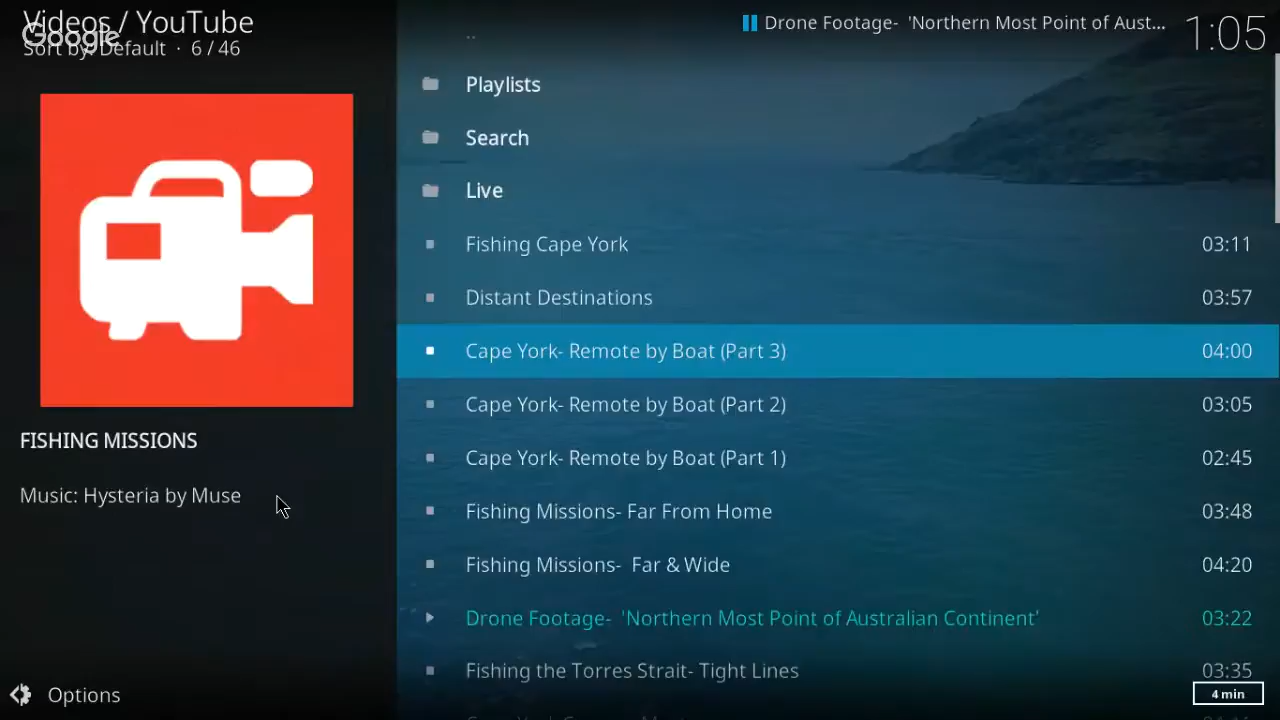 Videos / YouTube
Google
Sort by: Default · 6 / 46
Drone Footage- 'Northern Most Point of Aust...
1:05
..
Playlists
Search
Live
Fishing Cape York 03:11
Distant Destinations 03:57
Cape York- Remote by Boat (Part 3) 04:00
Cape York- Remote by Boat (Part 2) 03:05
Cape York- Remote by Boat (Part 1) 02:45
Fishing Missions- Far From Home 03:48
Fishing Missions- Far & Wide 04:20
Drone Footage- 'Northern Most Point of Australian Continent' 03:22
Fishing the Torres Strait- Tight Lines 03:35
FISHING MISSIONS
Music: Hysteria by Muse
Options
4 min